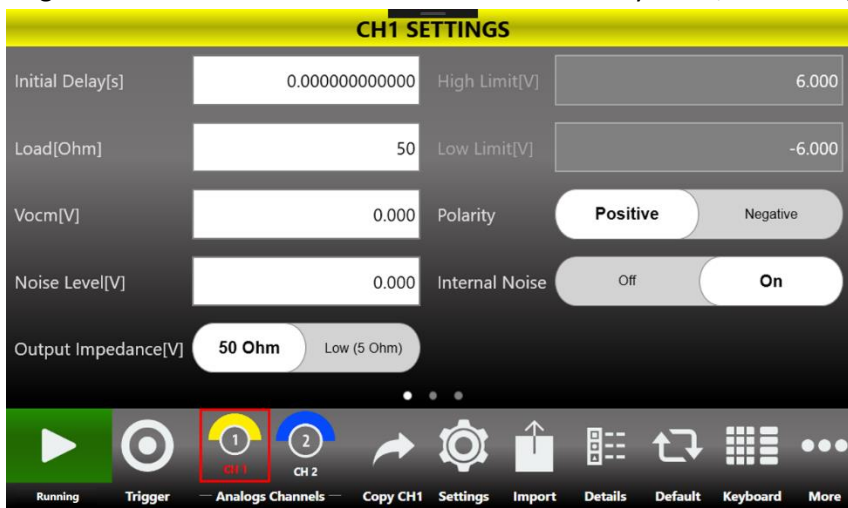 CH1 SETTINGS
Initial Delay[s] 0.000000000000 High Limit[V] 6.000
Load[Ohm] 50 Low Limit[V] -6.000
Vocm[V] 0.000 Polarity Positive Negative
Noise Level[V] 0.000 Internal Noise Off On
Output Impedance[V] 50 Ohm Low (5 Ohm)
1 2
CH 1 CH 2
Running Trigger Analogs Channels Copy CH1 Settings Import Details Default Keyboard More